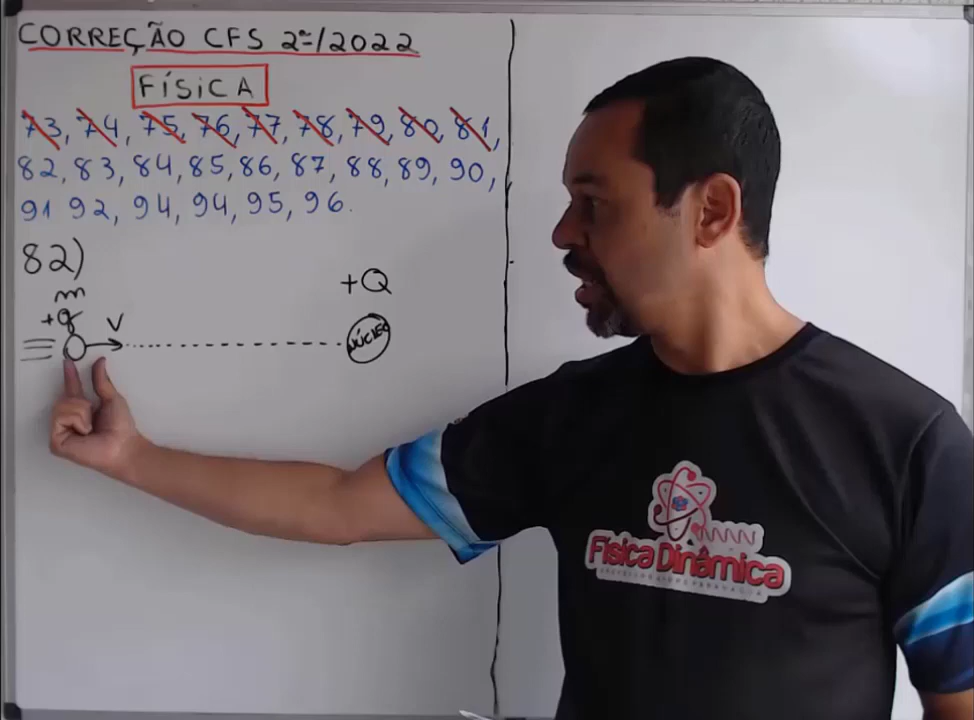 CORREÇÃO CFS 2º/2022
FÍSICA
73, 74, 75, 76, 77, 78, 79, 80, 81,
82, 83, 84, 85, 86, 87, 88, 89, 90,
91 92, 94, 94, 95, 96.
82)
m
+q
V
+Q
NÚCLEO
Física Dinâmica